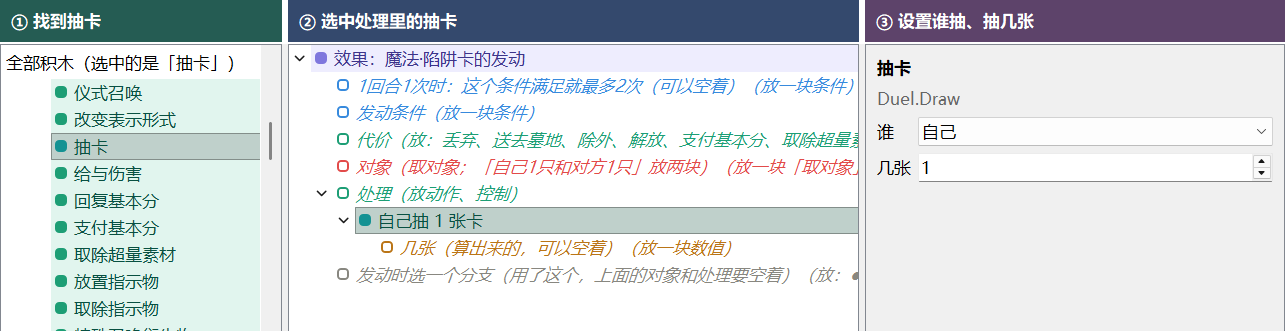 ① 找到抽卡
全部积木（选中的是「抽卡」）
仪式召唤
改变表示形式
抽卡
给与伤害
回复基本分
支付基本分
取除超量素材
放置指示物
取除指示物
② 选中处理里的抽卡
效果：魔法·陷阱卡的发动
1回合1次时：这个条件满足就最多2次（可以空着）（放一块条件）
发动条件（放一块条件）
代价（放：丢弃、送去墓地、除外、解放、支付基本分、取除超量素
对象（取对象；「自己1只和对方1只」放两块）（放一块「取对象」
处理（放动作、控制）
自己抽 1 张卡
几张（算出来的，可以空着）（放一块数值）
发动时选一个分支（用了这个，上面的对象和处理要空着）（放：
③ 设置谁抽、抽几张
抽卡
Duel.Draw
谁 自己
几张 1